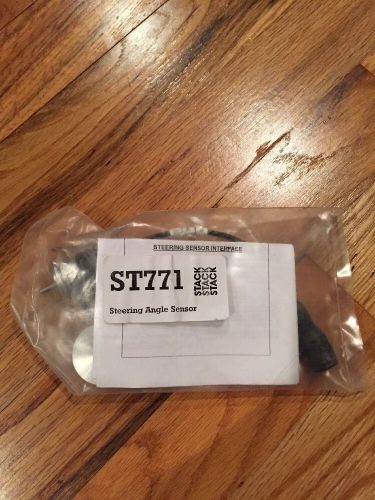 STEERING SENSOR INTERFACE
ST771
STACK
STACK
STACK
Steering Angle Sensor